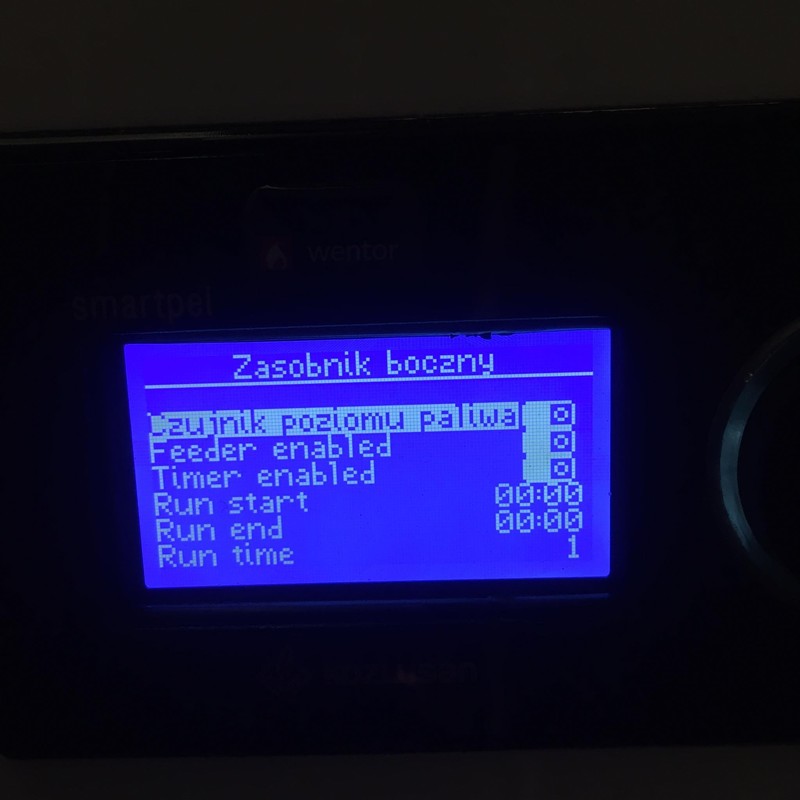 wentor
smartpel
Zasobnik boczny
Czujnik poziomu paliwa
Feeder enabled
Timer enabled
Run start 00:00
Run end 00:00
Run time 1